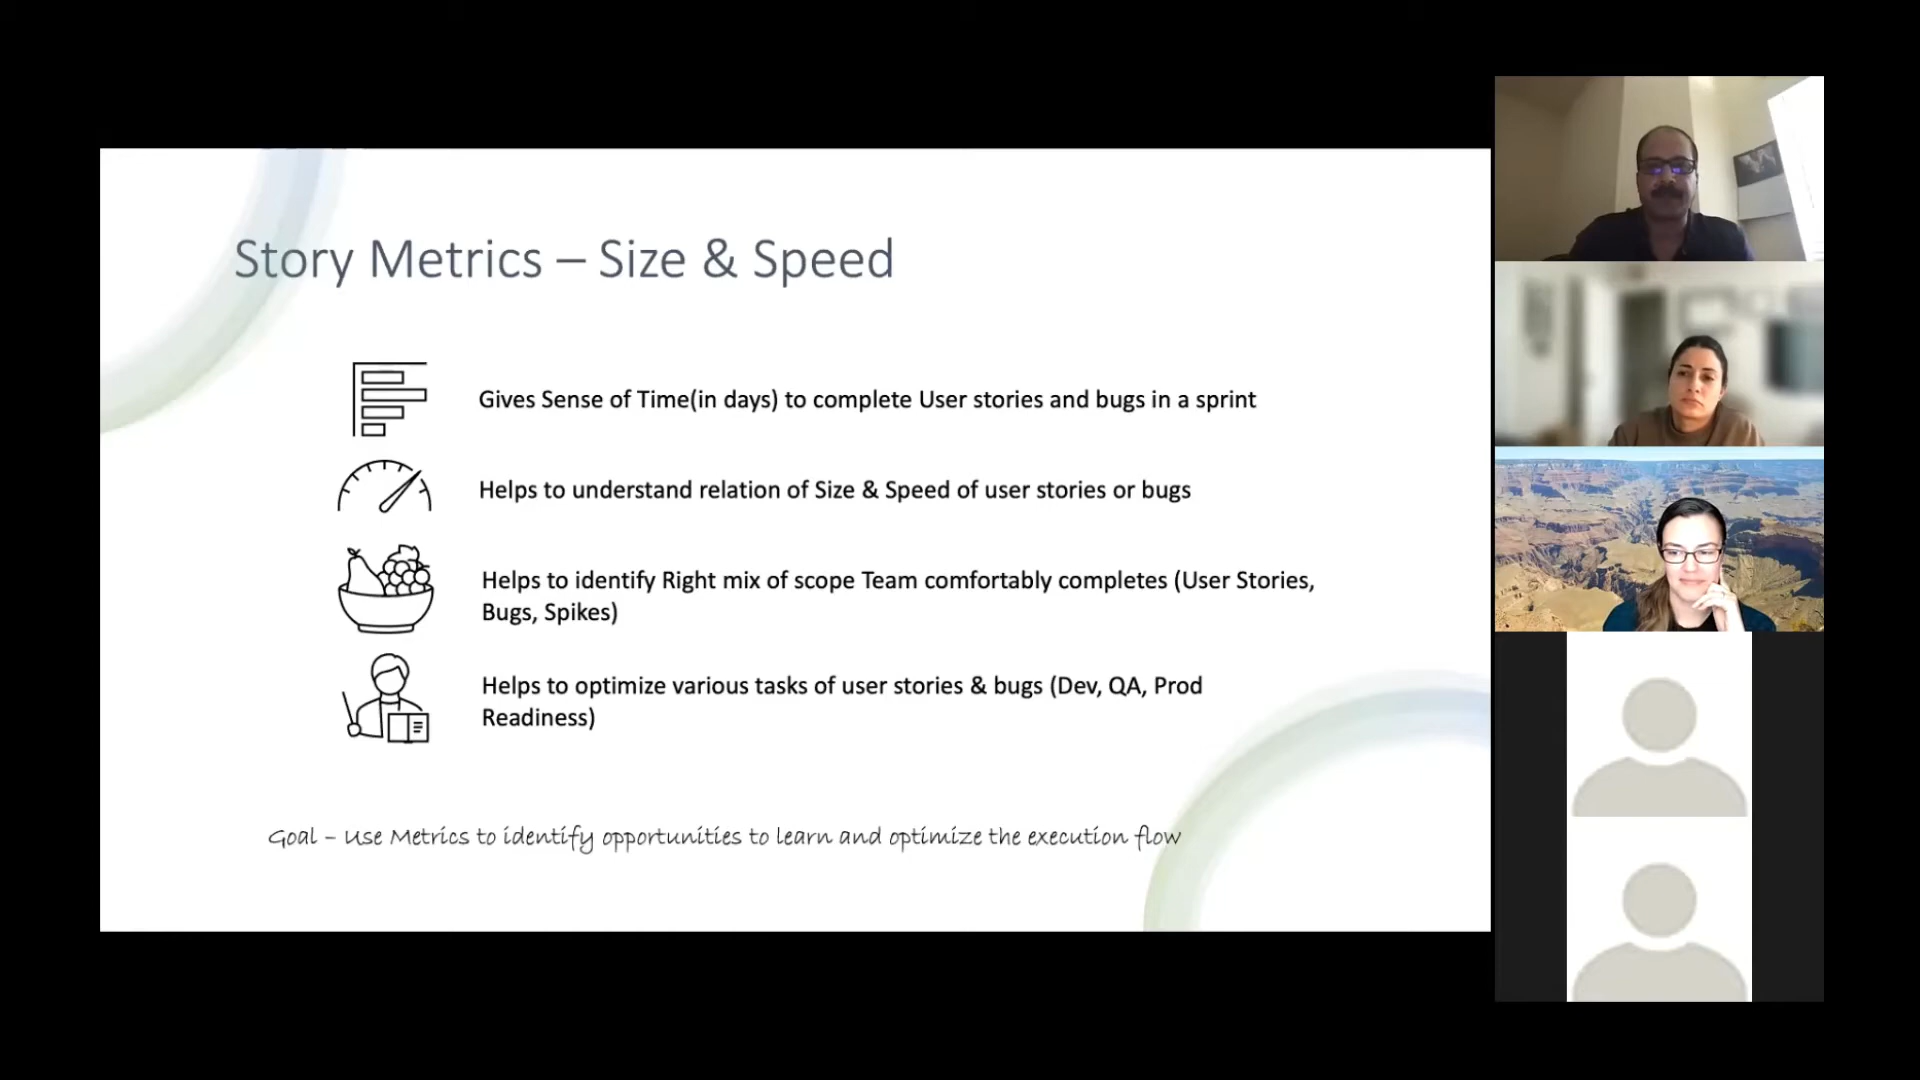 Story Metrics – Size & Speed
Gives Sense of Time(in days) to complete User stories and bugs in a sprint
Helps to understand relation of Size & Speed of user stories or bugs
Helps to identify Right mix of scope Team comfortably completes (User Stories,
Bugs, Spikes)
Helps to optimize various tasks of user stories & bugs (Dev, QA, Prod
Readiness)
Goal – Use Metrics to identify opportunities to learn and optimize the execution flow